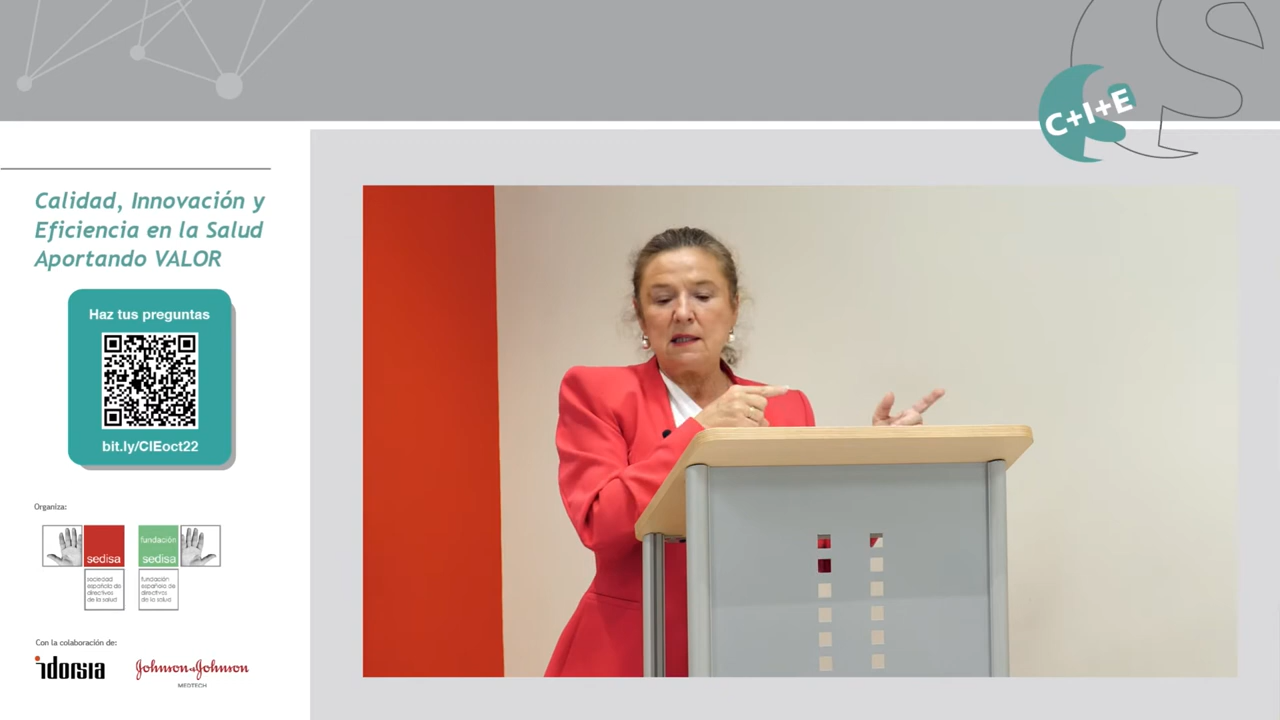 C+I+E
Calidad, Innovación y
Eficiencia en la Salud
Aportando VALOR
Haz tus preguntas
bit.ly/CIEoct22
Organiza:
sedisa
sociedad
española de
directivos
de la salud
fundación
sedisa
fundación
española de
directivos
de la salud
Con la colaboración de:
idorsia
Johnson & Johnson
MEDTECH